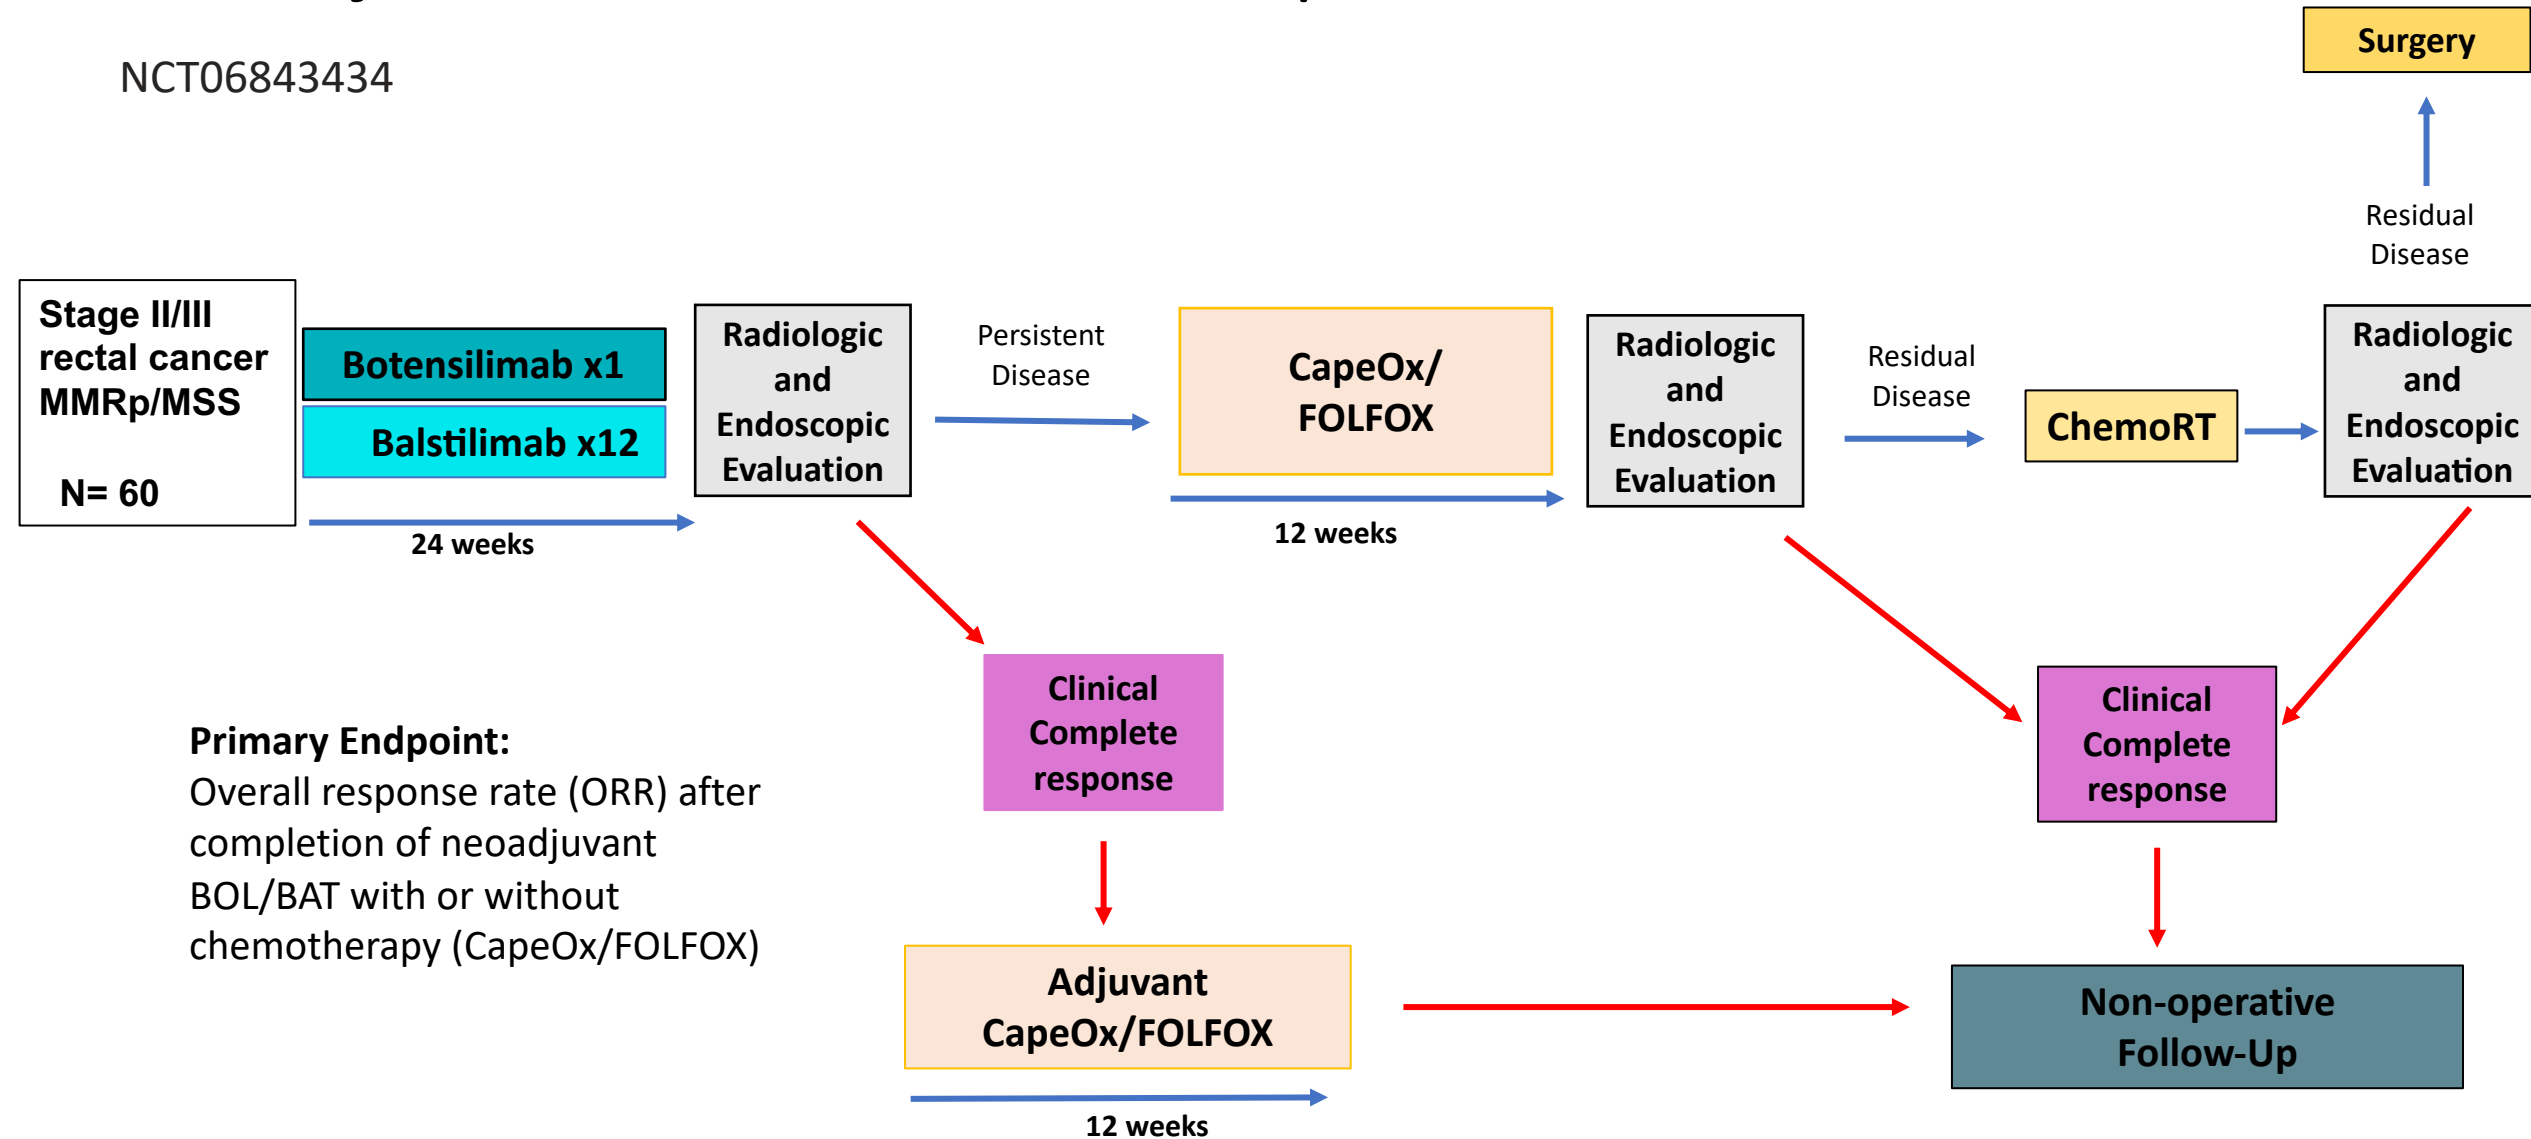 NCT06843434
Surgery
Residual
Disease
Stage II/III
rectal cancer
MMRp/MSS
N= 60
Botensilimab x1
Balstilimab x12
24 weeks
Radiologic
and
Endoscopic
Evaluation
Persistent
Disease
CapeOx/
FOLFOX
12 weeks
Radiologic
and
Endoscopic
Evaluation
Residual
Disease
ChemoRT
Radiologic
and
Endoscopic
Evaluation
Clinical
Complete
response
Clinical
Complete
response
Primary Endpoint:
Overall response rate (ORR) after
completion of neoadjuvant
BOL/BAT with or without
chemotherapy (CapeOx/FOLFOX)
Adjuvant
CapeOx/FOLFOX
12 weeks
Non-operative
Follow-Up